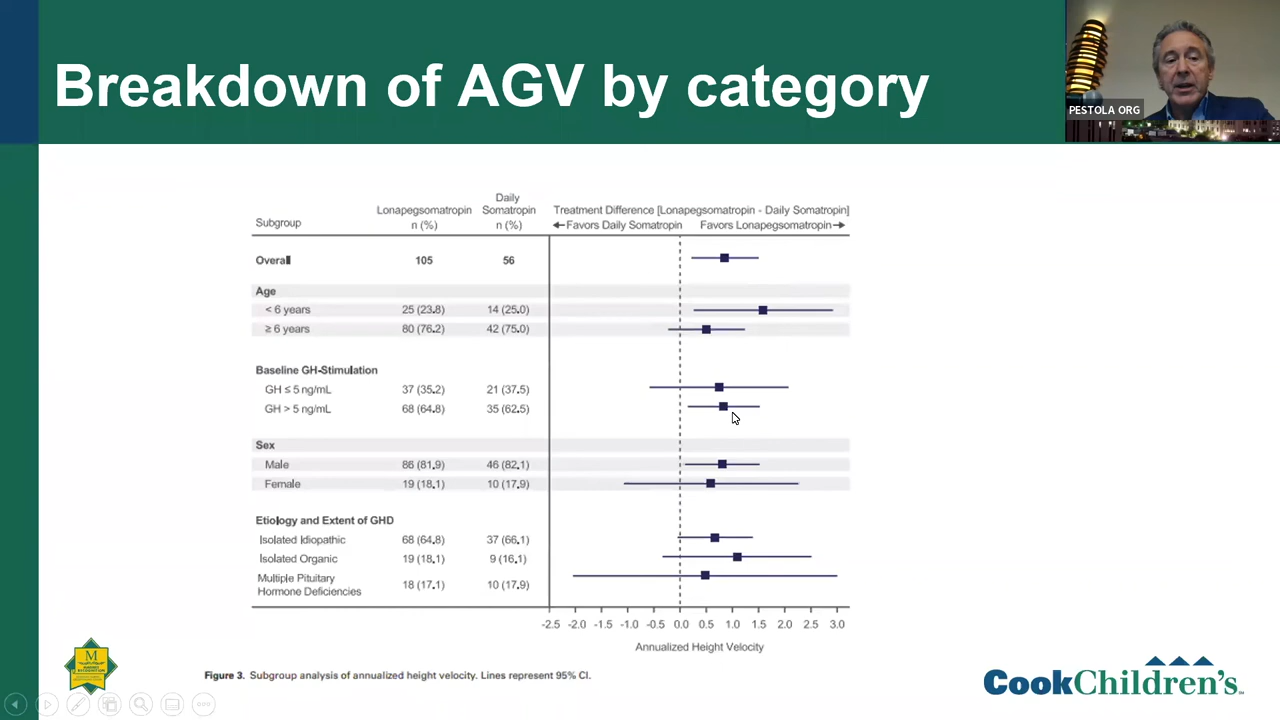 Breakdown of AGV by category
PESTOLA ORG
Subgroup
Lonapegsomatropin
n (%)
Daily
Somatropin
n (%)
Treatment Difference [Lonapegsomatropin - Daily Somatropin]
Favors Daily Somatropin Favors Lonapegsomatropin
Overall 105 56
Age
< 6 years 25 (23.8) 14 (25.0)
≥ 6 years 80 (76.2) 42 (75.0)
Baseline GH-Stimulation
GH ≤ 5 ng/mL 37 (35.2) 21 (37.5)
GH > 5 ng/mL 68 (64.8) 35 (62.5)
Sex
Male 86 (81.9) 46 (82.1)
Female 19 (18.1) 10 (17.9)
Etiology and Extent of GHD
Isolated Idiopathic 68 (64.8) 37 (66.1)
Isolated Organic 19 (18.1) 9 (16.1)
Multiple Pituitary
Hormone Deficiencies 18 (17.1) 10 (17.9)
-2.5 -2.0 -1.5 -1.0 -0.5 0.0 0.5 1.0 1.5 2.0 2.5 3.0
Annualized Height Velocity
Figure 3. Subgroup analysis of annualized height velocity. Lines represent 95% CI.
M
CookChildren's